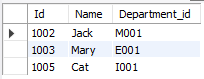 Id Name Department_id
1002 Jack M001
1003 Mary E001
1005 Cat I001